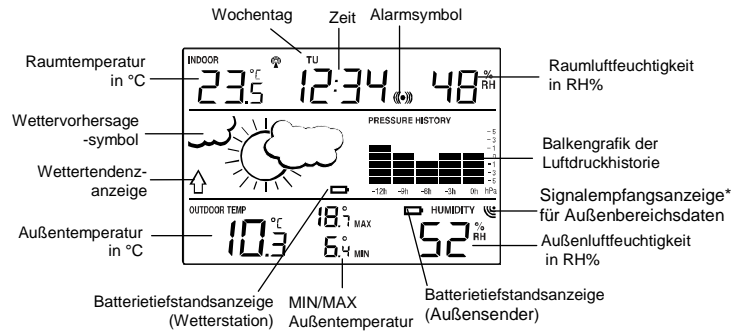 Wochentag
Zeit
Alarmsymbol
Raumtemperatur
in °C
INDOOR
TU
23.5 °C
12:34
48 % RH
Raumluftfeuchtigkeit
in RH%
Wettervorhersage
-symbol
PRESSURE HISTORY
-5
-3
-1
-0
-1
-3
-5
-12h -9h -6h -3h 0h hPa
Balkengrafik der
Luftdruckhistorie
Wettertendenz-
anzeige
Signalempfangsanzeige*
für Außenbereichsdaten
OUTDOOR TEMP
10.3 °C
18.7° MAX
6.4° MIN
HUMIDITY
52 % RH
Außentemperatur
in °C
Außenluftfeuchtigkeit
in RH%
Batterietiefstandsanzeige
(Wetterstation)
MIN/MAX
Außentemperatur
Batterietiefstandsanzeige
(Außensender)